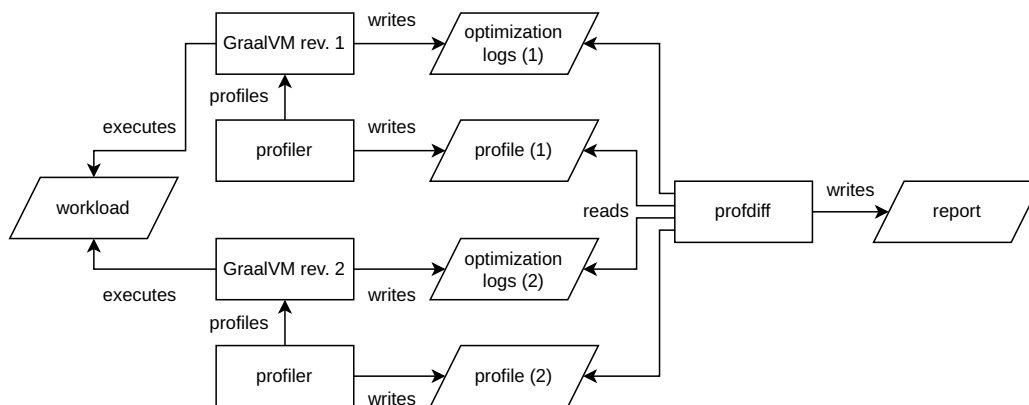 writes
GraalVM rev. 1
optimization
logs (1)
profiles
executes
writes
profiler
profile (1)
workload
reads
profdiff
writes
report
GraalVM rev. 2
optimization
logs (2)
executes
writes
profiles
profiler
profile (2)
writes